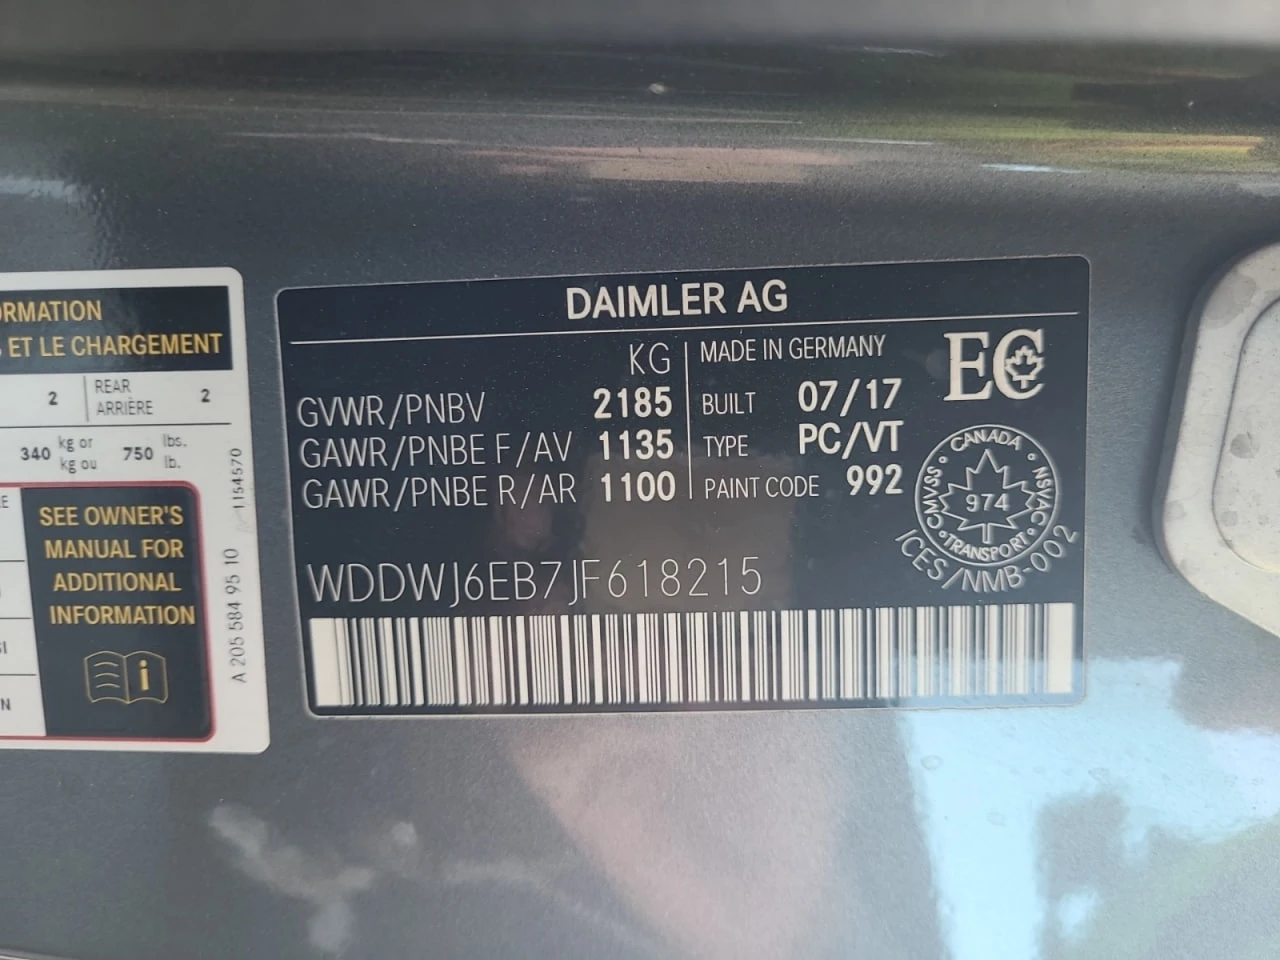 ORMATION
S ET LE CHARGEMENT
2 REAR ARRIÈRE 2
340 kg or kg ou 750 lbs. lb.
SEE OWNER'S
MANUAL FOR
ADDITIONAL
INFORMATION
i
A 205 584 95 10 1154570
DAIMLER AG
KG
GVWR/PNBV 2185
GAWR/PNBE F/AV 1135
GAWR/PNBE R/AR 1100
MADE IN GERMANY
BUILT 07/17
TYPE PC/VT
PAINT CODE 992
EC
CANADA
CMVSS 974 NSVAC
TRANSPORT
ICES/NMB-002
WDDWJ6EB7JF618215